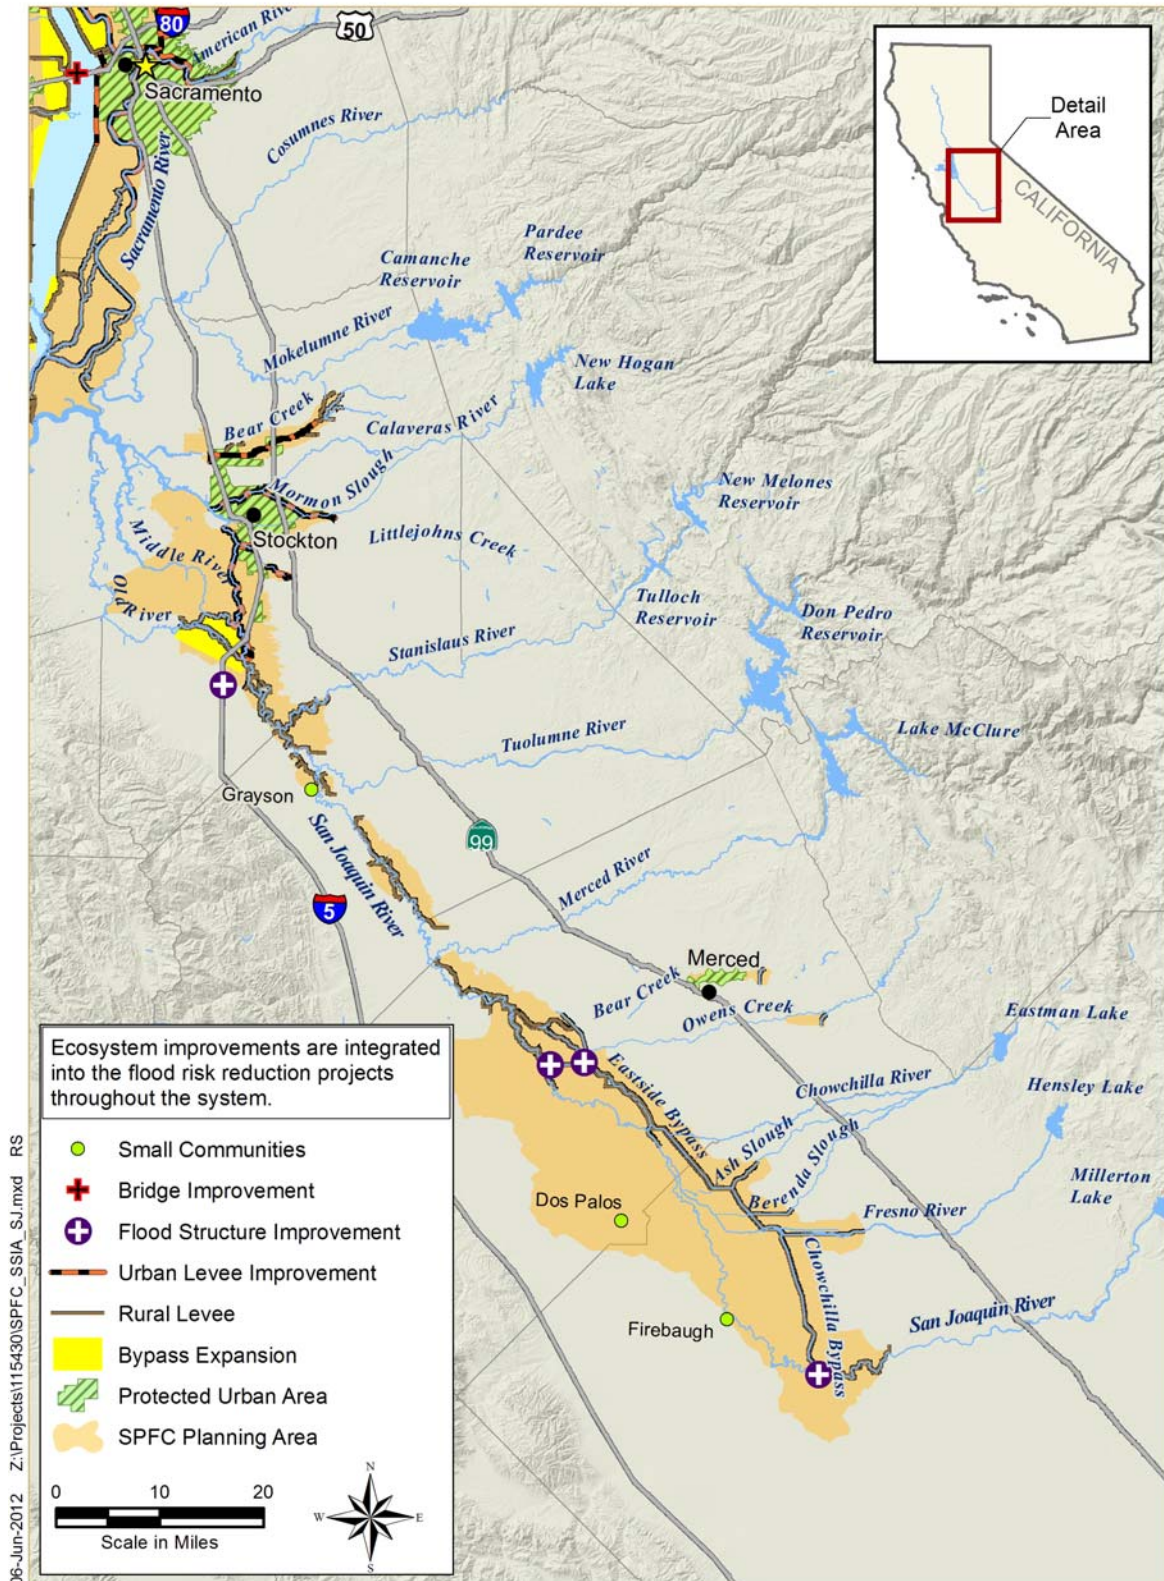 80
50
American River
Sacramento
Cosumnes River
Sacramento River
Detail
Area
CALIFORNIA
Pardee
Reservoir
Camanche
Reservoir
Mokelumne River
New Hogan
Lake
Bear Creek
Calaveras River
Mormon Slough
New Melones
Reservoir
Stockton
Littlejohns Creek
Middle River
Old River
Tulloch
Reservoir
Don Pedro
Reservoir
Stanislaus River
Tuolumne River
Lake McClure
Grayson
San Joaquin River
99
5
Merced River
Merced
Bear Creek
Owens Creek
Eastman Lake
Eastside Bypass
Chowchilla River
Hensley Lake
Ash Slough
Berenda Slough
Millerton
Lake
Dos Palos
Fresno River
Chowchilla Bypass
San Joaquin River
Firebaugh
Ecosystem improvements are integrated
into the flood risk reduction projects
throughout the system.
Small Communities
Bridge Improvement
Flood Structure Improvement
Urban Levee Improvement
Rural Levee
Bypass Expansion
Protected Urban Area
SPFC Planning Area
0 10 20
Scale in Miles
N
W E
S
06-Jun-2012 Z:\Projects\115430\SPFC_SSIA_SJ.mxd RS